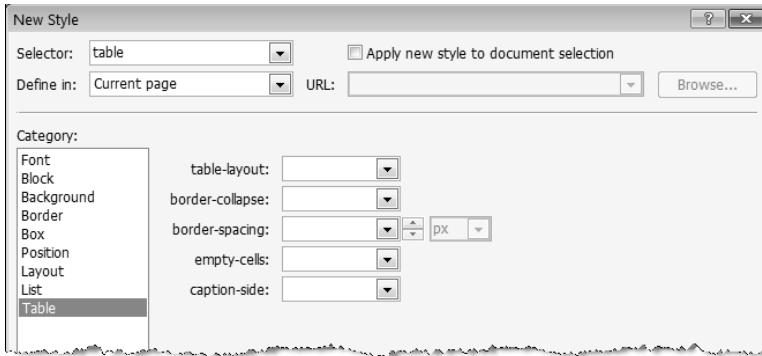 New Style
Selector: table Apply new style to document selection
Define in: Current page URL: Browse...
Category:
Font
Block
Background
Border
Box
Position
Layout
List
Table
table-layout:
border-collapse:
border-spacing: px
empty-cells:
caption-side: